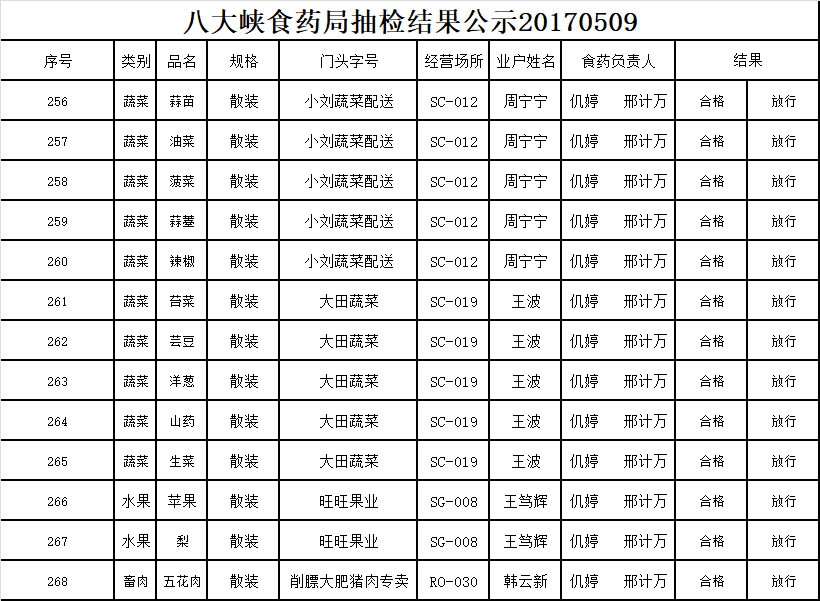 八大峡食药局抽检结果公示20170509
序号 类别 品名 规格 门头字号 经营场所 业户姓名 食药负责人 结果
256 蔬菜 蒜苗 散装 小刘蔬菜配送 SC-012 周宁宁 仉婷 邢计万 合格 放行
257 蔬菜 油菜 散装 小刘蔬菜配送 SC-012 周宁宁 仉婷 邢计万 合格 放行
258 蔬菜 菠菜 散装 小刘蔬菜配送 SC-012 周宁宁 仉婷 邢计万 合格 放行
259 蔬菜 蒜薹 散装 小刘蔬菜配送 SC-012 周宁宁 仉婷 邢计万 合格 放行
260 蔬菜 辣椒 散装 小刘蔬菜配送 SC-012 周宁宁 仉婷 邢计万 合格 放行
261 蔬菜 苔菜 散装 大田蔬菜 SC-019 王波 仉婷 邢计万 合格 放行
262 蔬菜 芸豆 散装 大田蔬菜 SC-019 王波 仉婷 邢计万 合格 放行
263 蔬菜 洋葱 散装 大田蔬菜 SC-019 王波 仉婷 邢计万 合格 放行
264 蔬菜 山药 散装 大田蔬菜 SC-019 王波 仉婷 邢计万 合格 放行
265 蔬菜 生菜 散装 大田蔬菜 SC-019 王波 仉婷 邢计万 合格 放行
266 水果 苹果 散装 旺旺果业 SG-008 王笃辉 仉婷 邢计万 合格 放行
267 水果 梨 散装 旺旺果业 SG-008 王笃辉 仉婷 邢计万 合格 放行
268 畜肉 五花肉 散装 削膘大肥猪肉专卖 RO-030 韩云新 仉婷 邢计万 合格 放行